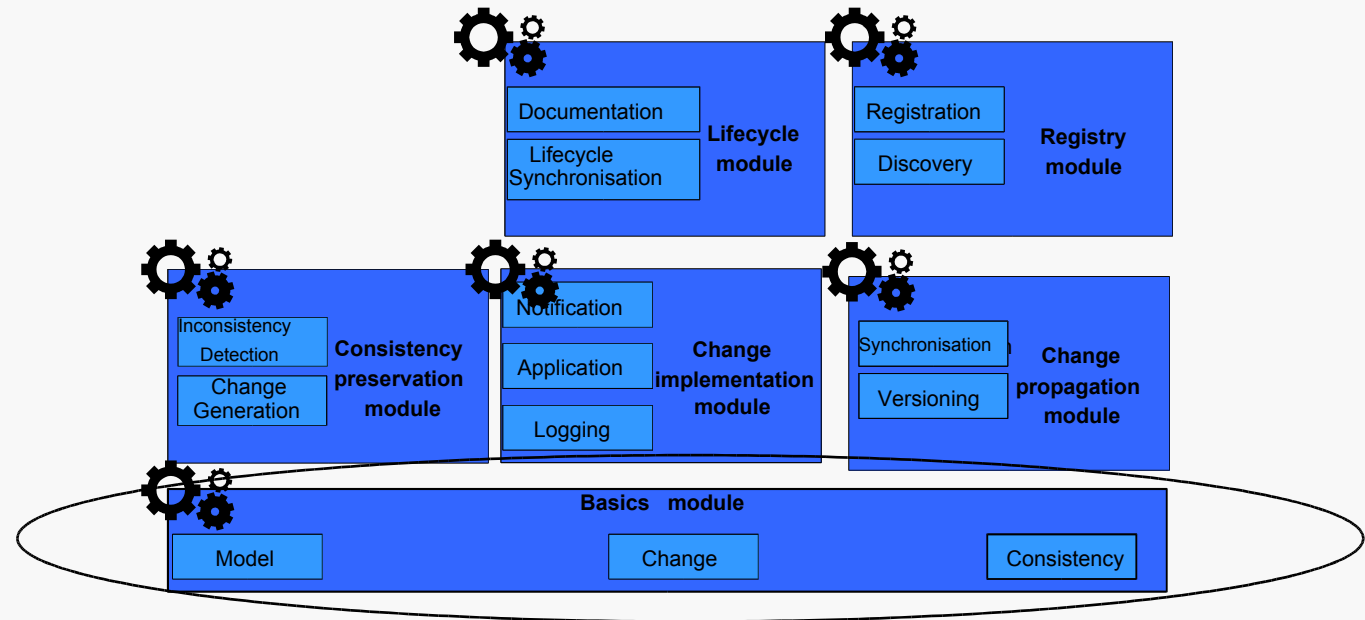 Documentation
Lifecycle
Synchronisation
Lifecycle
module
Registration
Discovery
Registry
module
Inconsistency
Detection
Change
Generation
Consistency
preservation
module
Notification
Application
Logging
Change
implementation
module
Synchronisation
Versioning
Change
propagation
module
Basics module
Model
Change
Consistency